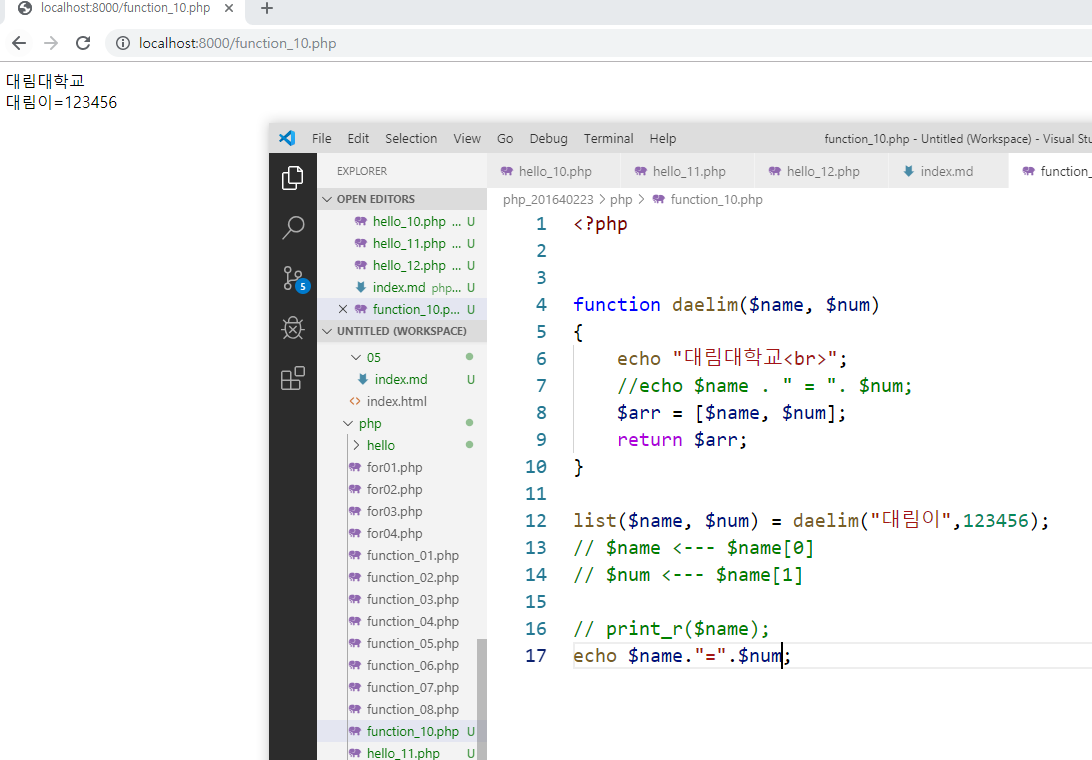 localhost:8000/function_10.php
localhost:8000/function_10.php
대림대학교
대림이=123456
File Edit Selection View Go Debug Terminal Help function_10.php - Untitled (Workspace) - Visual Stu
EXPLORER
hello_10.php hello_11.php hello_12.php index.md function_
OPEN EDITORS
hello_10.php ... U
hello_11.php ... U
hello_12.php ... U
index.md php... U
function_10.p... U
UNTITLED (WORKSPACE)
05
index.md U
index.html
php
hello
for01.php
for02.php
for03.php
for04.php
function_01.php
function_02.php
function_03.php
function_04.php
function_05.php
function_06.php
function_07.php
function_08.php
function_10.php U
hello_11.php U
5
php_201640223 > php > function_10.php
1 <?php
2
3
4 function daelim($name, $num)
5 {
6 echo "대림대학교<br>";
7 //echo $name . " = ". $num;
8 $arr = [$name, $num];
9 return $arr;
10 }
11
12 list($name, $num) = daelim("대림이",123456);
13 // $name <--- $name[0]
14 // $num <--- $name[1]
15
16 // print_r($name);
17 echo $name."=".$num;